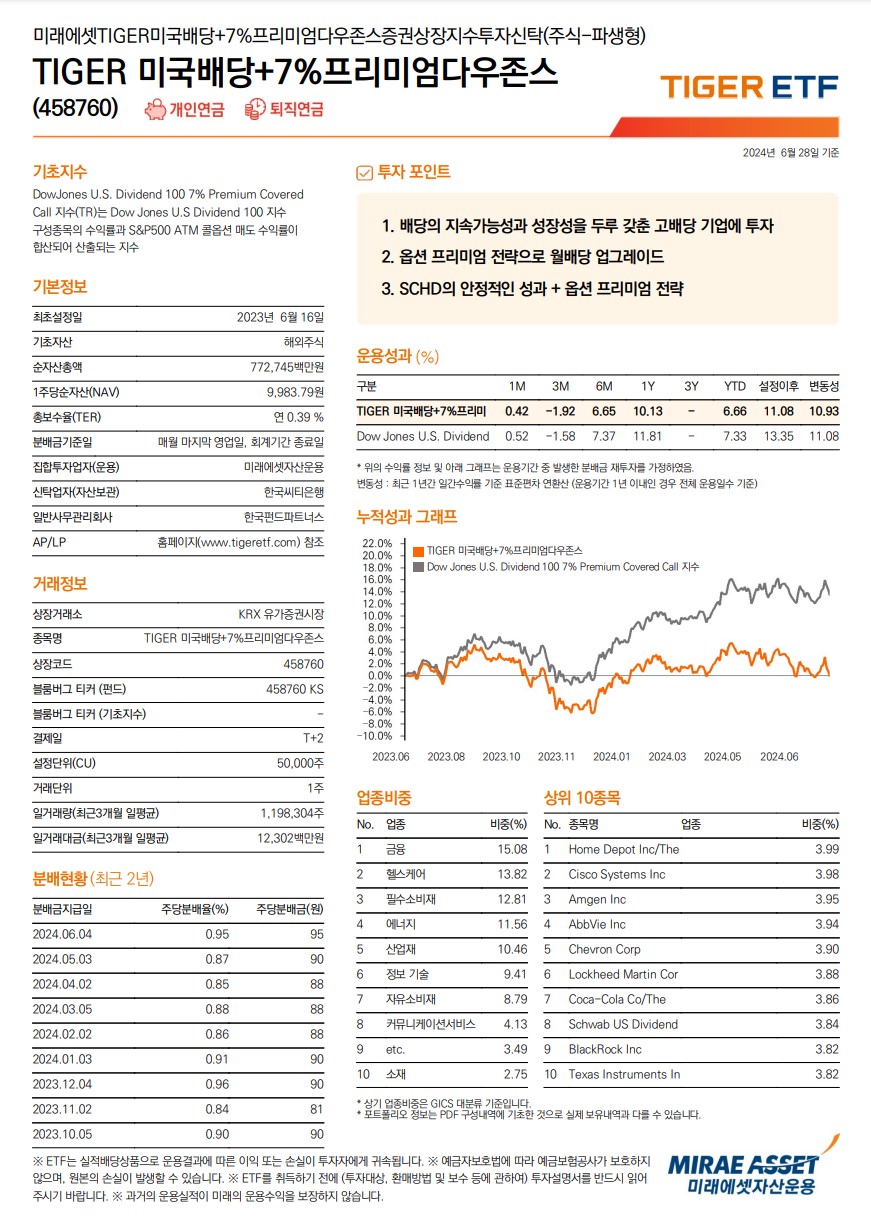 미래에셋TIGER미국배당+7%프리미엄다우존스증권상장지수투자신탁(주식-파생형)
TIGER 미국배당+7%프리미엄다우존스
(458760) 개인연금 퇴직연금
TIGER ETF
2024년 6월 28일 기준
기초지수
DowJones U.S. Dividend 100 7% Premium Covered
Call 지수(TR)는 Dow Jones U.S Dividend 100 지수
구성종목의 수익률과 S&P500 ATM 콜옵션 매도 수익률이
합산되어 산출되는 지수
기본정보
최초설정일 2023년 6월 16일
기초자산 해외주식
순자산총액 772,745백만원
1주당순자산(NAV) 9,983.79원
총보수율(TER) 연 0.39 %
분배금기준일 매월 마지막 영업일, 회계기간 종료일
집합투자업자(운용) 미래에셋자산운용
신탁업자(자산보관) 한국씨티은행
일반사무관리회사 한국펀드파트너스
AP/LP 홈페이지(www.tigeretf.com) 참조
거래정보
상장거래소 KRX 유가증권시장
종목명 TIGER 미국배당+7%프리미엄다우존스
상장코드 458760
블룸버그 티커 (펀드) 458760 KS
블룸버그 티커 (기초지수) -
결제일 T+2
설정단위(CU) 50,000주
거래단위 1주
일거래량(최근3개월 일평균) 1,198,304주
일거래대금(최근3개월 일평균) 12,302백만원
분배현황 (최근 2년)
분배금지급일 주당분배율(%) 주당분배금(원)
2024.06.04 0.95 95
2024.05.03 0.87 90
2024.04.02 0.85 88
2024.03.05 0.88 88
2024.02.02 0.86 88
2024.01.03 0.91 90
2023.12.04 0.96 90
2023.11.02 0.84 81
2023.10.05 0.90 90
투자 포인트
1. 배당의 지속가능성과 성장성을 두루 갖춘 고배당 기업에 투자
2. 옵션 프리미엄 전략으로 월배당 업그레이드
3. SCHD의 안정적인 성과 + 옵션 프리미엄 전략
운용성과 (%)
구분 1M 3M 6M 1Y 3Y YTD 설정이후 변동성
TIGER 미국배당+7%프리미 0.42 -1.92 6.65 10.13 - 6.66 11.08 10.93
Dow Jones U.S. Dividend 0.52 -1.58 7.37 11.81 - 7.33 13.35 11.08
* 위의 수익률 정보 및 아래 그래프는 운용기간 중 발생한 분배금 재투자를 가정하였음.
변동성 : 최근 1년간 일간수익률 기준 표준편차 연환산 (운용기간 1년 이내인 경우 전체 운용일수 기준)
누적성과 그래프
TIGER 미국배당+7%프리미엄다우존스
Dow Jones U.S. Dividend 100 7% Premium Covered Call 지수
22.0%
20.0%
18.0%
16.0%
14.0%
12.0%
10.0%
8.0%
6.0%
4.0%
2.0%
0.0%
-2.0%
-4.0%
-6.0%
-8.0%
-10.0%
2023.06 2023.08 2023.10 2023.11 2024.01 2024.03 2024.05 2024.06
업종비중
No. 업종 비중(%)
1 금융 15.08
2 헬스케어 13.82
3 필수소비재 12.81
4 에너지 11.56
5 산업재 10.46
6 정보 기술 9.41
7 자유소비재 8.79
8 커뮤니케이션서비스 4.13
9 etc. 3.49
10 소재 2.75
상위 10종목
No. 종목명 업종 비중(%)
1 Home Depot Inc/The 3.99
2 Cisco Systems Inc 3.98
3 Amgen Inc 3.95
4 AbbVie Inc 3.94
5 Chevron Corp 3.90
6 Lockheed Martin Cor 3.88
7 Coca-Cola Co/The 3.86
8 Schwab US Dividend 3.84
9 BlackRock Inc 3.82
10 Texas Instruments In 3.82
* 상기 업종비중은 GICS 대분류 기준입니다.
* 포트폴리오 정보는 PDF 구성내역에 기초한 것으로 실제 보유내역과 다를 수 있습니다.
※ ETF는 실적배당상품으로 운용결과에 따른 이익 또는 손실이 투자자에게 귀속됩니다. ※ 예금자보호법에 따라 예금보험공사가 보호하지
않으며, 원본의 손실이 발생할 수 있습니다. ※ ETF를 취득하기 전에 (투자대상, 환매방법 및 보수 등에 관하여) 투자설명서를 반드시 읽어
주시기 바랍니다. ※ 과거의 운용실적이 미래의 운용수익을 보장하지 않습니다.
MIRAE ASSET
미래에셋자산운용